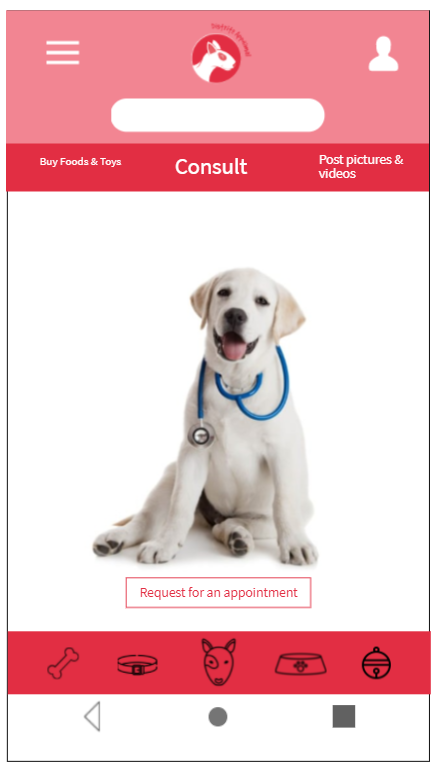 Buy Foods & Toys
Consult
Post pictures &
videos
Request for an appointment